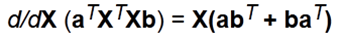 d/dX (aᵀXᵀXb) = X(abᵀ + baᵀ)